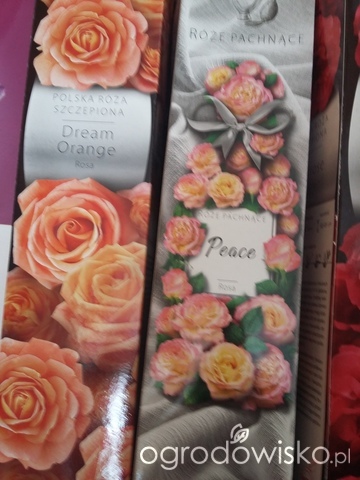 POLSKA RÓŻA
SZCZEPIONA
Dream
Orange
Rosa
RÓŻE PACHNĄCE
RÓŻE PACHNĄCE
Peace
Rosa
ogrodowisko.pl